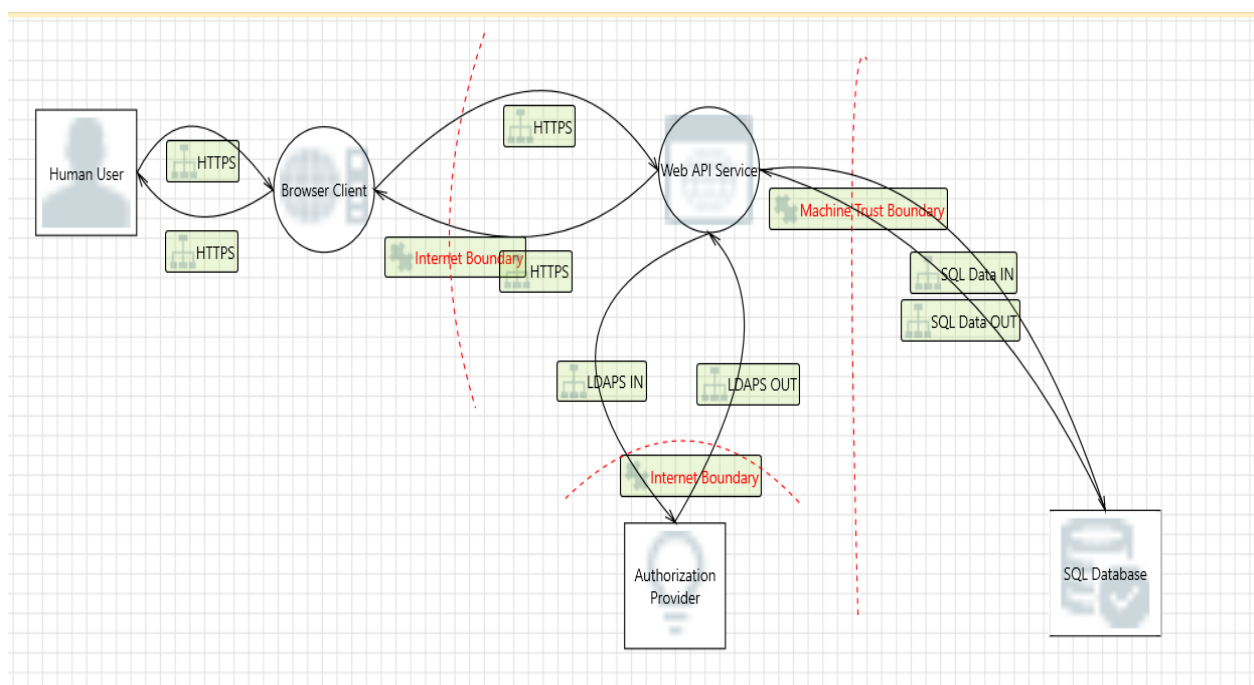 HTTPS
HTTPS
Human User
Browser Client
Web API Service
HTTPS
Internet Boundary
HTTPS
Machine Trust Boundary
SQL Data IN
SQL Data OUT
LDAPS IN
LDAPS OUT
Internet Boundary
Authorization
Provider
SQL Database